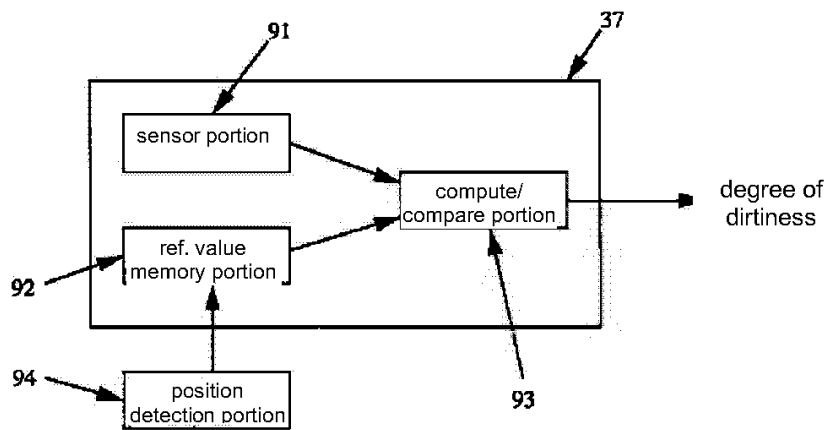 91
37
sensor portion
compute/
compare portion
degree of
dirtiness
ref. value
memory portion
92
94
position
detection portion
93